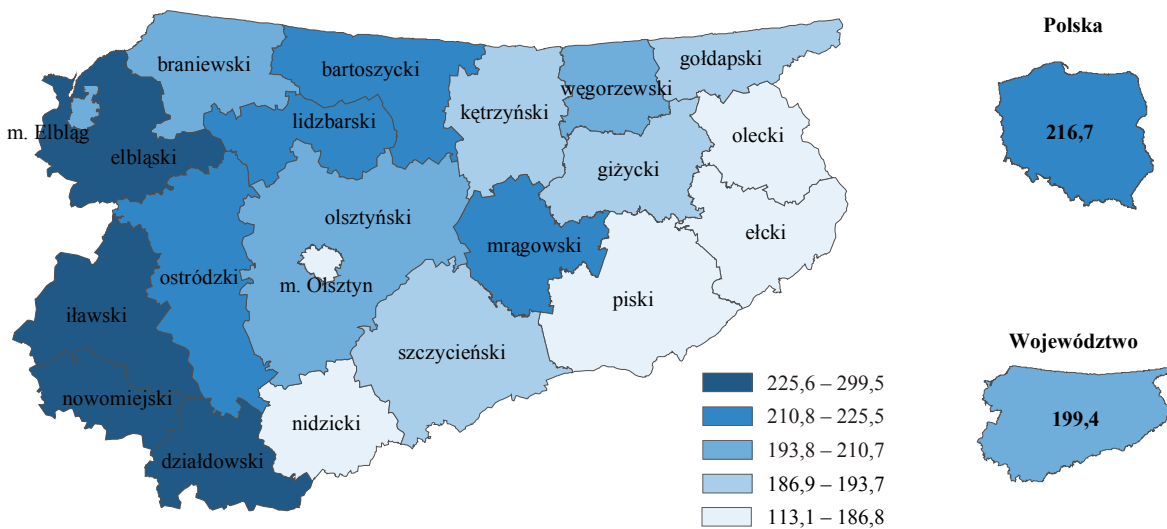 Polska
gołdapski
braniewski
bartoszycki
węgorzewski
kętrzyński
m. Elbląg
lidzbarski
olecki
216,7
elbląski
giżycki
olsztyński
ełcki
mrągowski
ostródzki
m. Olsztyn
piski
iławski
szczycieński
Województwo
nowomiejski
nidzicki
działdowski
199,4
225,6 – 299,5
210,8 – 225,5
193,8 – 210,7
186,9 – 193,7
113,1 – 186,8